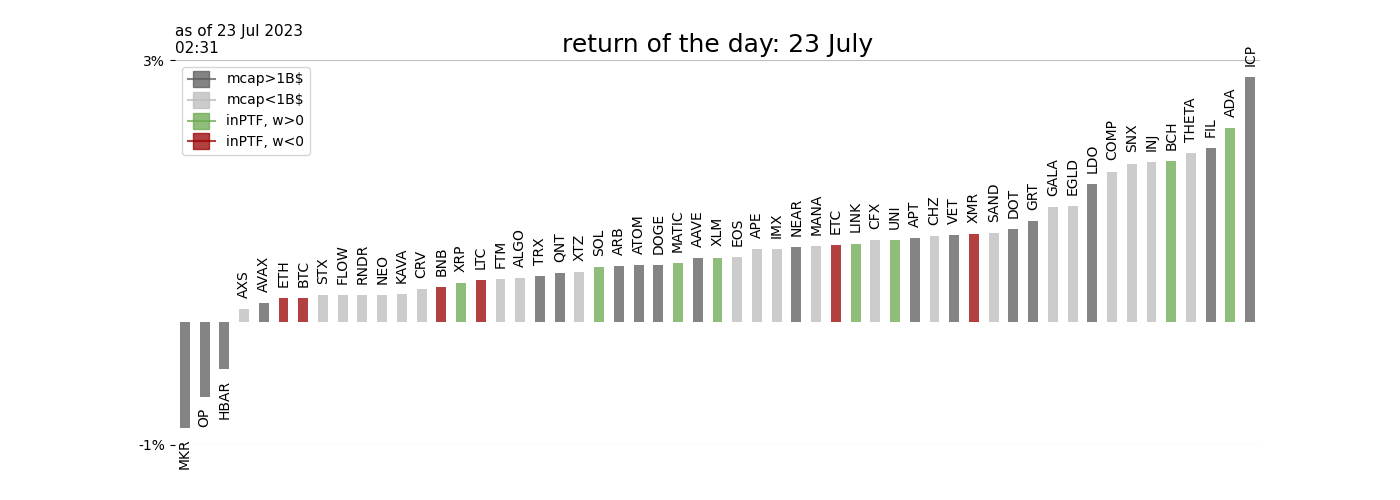 as of 23 Jul 2023
02:31
return of the day: 23 July
3%
mcap>1B$
mcap<1B$
inPTF, w>0
inPTF, w<0
-1%
MKR
OP
HBAR
AXS
AVAX
ETH
BTC
STX
FLOW
RNDR
NEO
KAVA
CRV
BNB
XRP
LTC
FTM
ALGO
TRX
QNT
XTZ
SOL
ARB
ATOM
DOGE
MATIC
AAVE
XLM
EOS
APE
IMX
NEAR
MANA
ETC
LINK
CFX
UNI
APT
CHZ
VET
XMR
SAND
DOT
GRT
GALA
EGLD
LDO
COMP
SNX
INJ
BCH
THETA
FIL
ADA
ICP